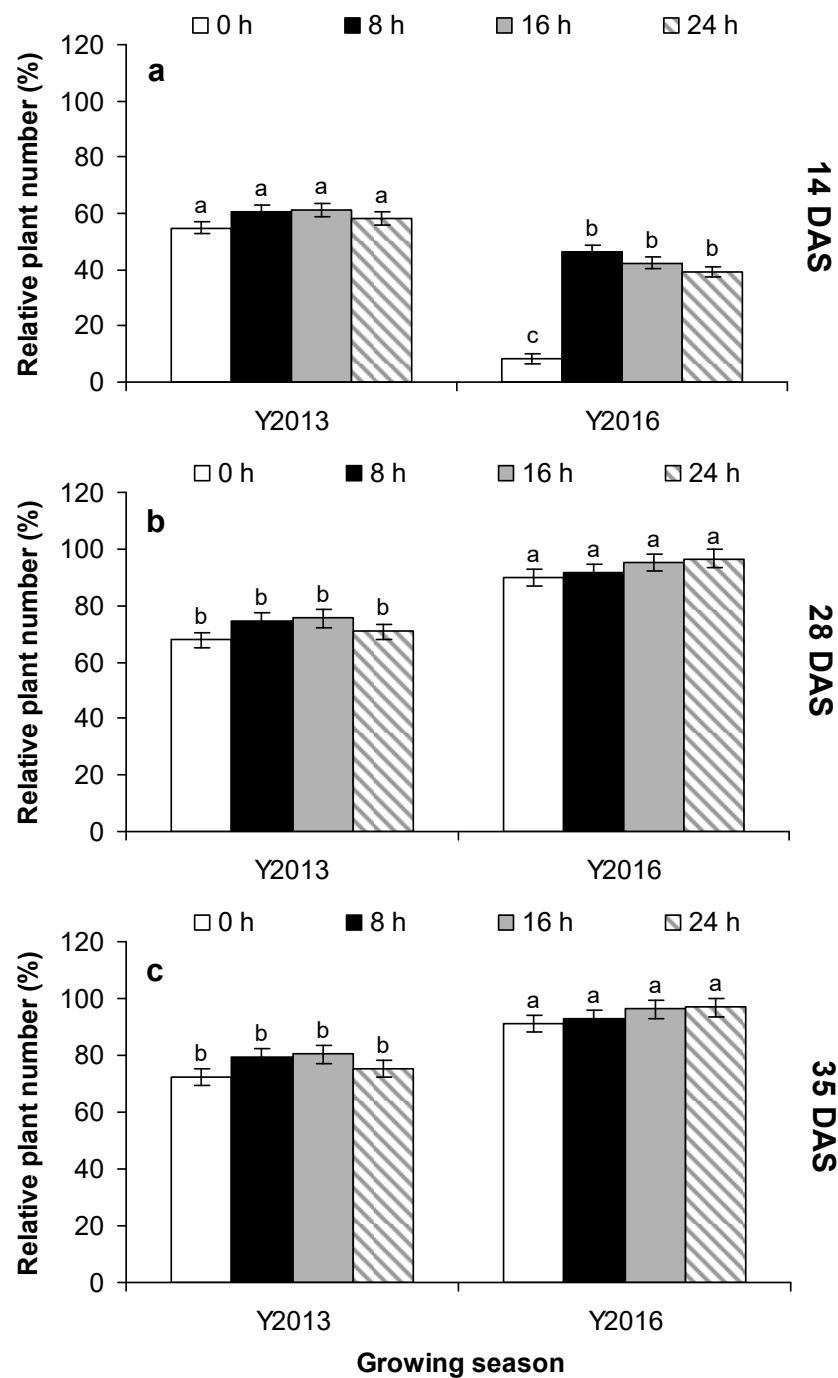 0 h 8 h 16 h 24 h
120
100
80
60
40
20
0
Relative plant number (%)
a
a a a a
c b b b
Y2013 Y2016
14 DAS
0 h 8 h 16 h 24 h
120
100
80
60
40
20
0
Relative plant number (%)
b
b b b b
a a a a
Y2013 Y2016
28 DAS
0 h 8 h 16 h 24 h
120
100
80
60
40
20
0
Relative plant number (%)
c
b b b b
a a a a
Y2013 Y2016
35 DAS
Growing season